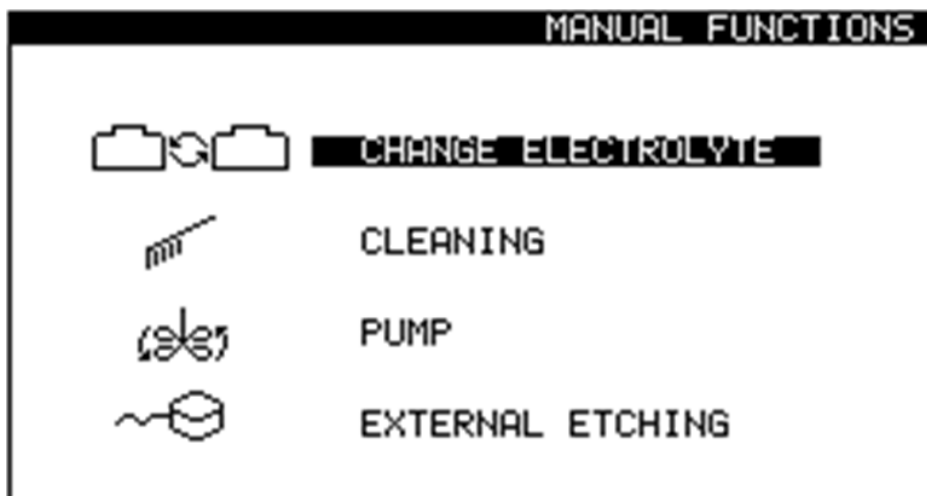 MANUAL FUNCTIONS
CHANGE ELECTROLYTE
CLEANING
PUMP
EXTERNAL ETCHING